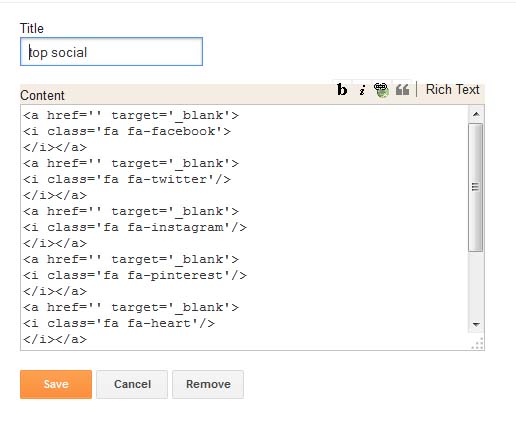 Title
top social
b i Rich Text
Content
<a href='' target='_blank'>
<i class='fa fa-facebook'>
</i></a>
<a href='' target='_blank'>
<i class='fa fa-twitter'/>
</i></a>
<a href='' target='_blank'>
<i class='fa fa-instagram'/>
</i></a>
<a href='' target='_blank'>
<i class='fa fa-pinterest'/>
</i></a>
<a href='' target='_blank'>
<i class='fa fa-heart'/>
</i></a>
Save Cancel Remove